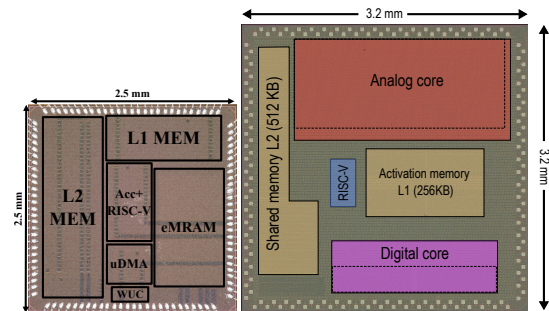 2.5 mm
2.5 mm
L1 MEM
L2
MEM
Acc+
RISC-V
eMRAM
uDMA
WUC
3.2 mm
3.2 mm
Shared memory L2 (512 KB)
Analog core
RISC-V
Activation memory
L1 (256KB)
Digital core